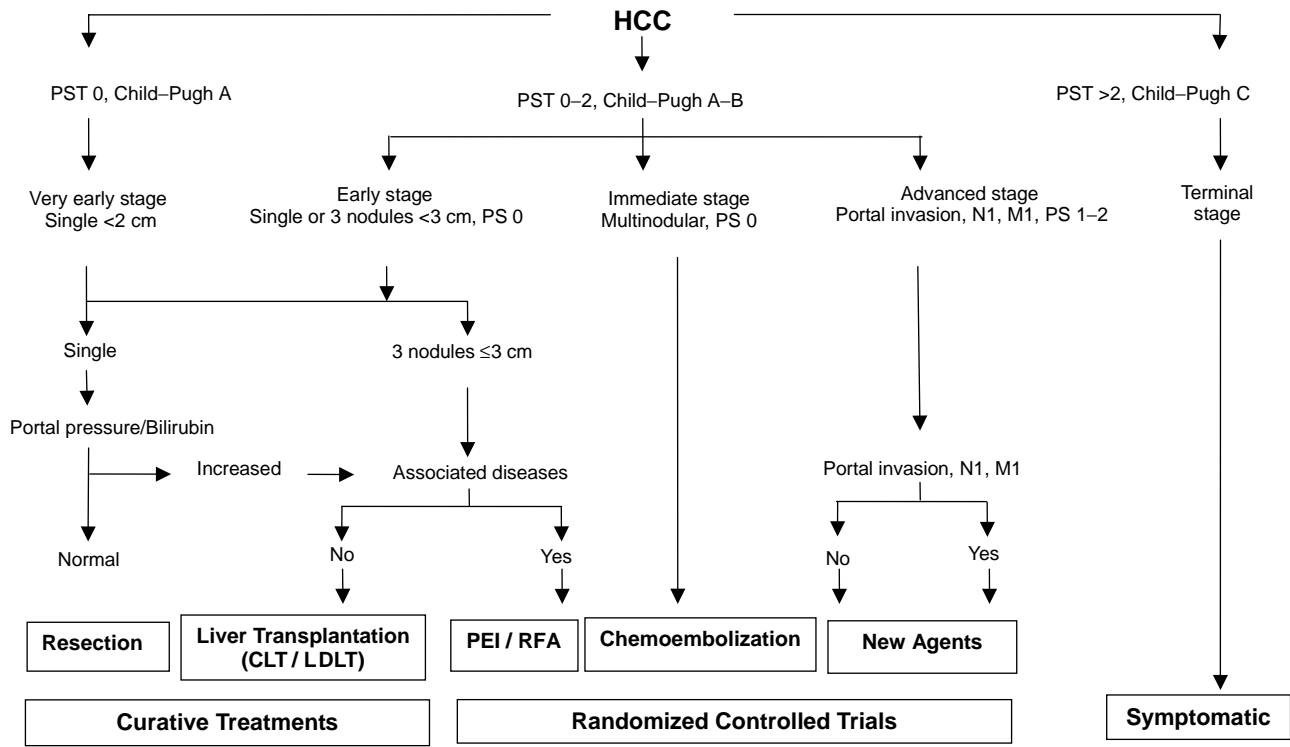 HCC
PST 0, Child–Pugh A
PST 0–2, Child–Pugh A–B
PST >2, Child–Pugh C
Very early stage
Single <2 cm
Early stage
Single or 3 nodules <3 cm, PS 0
Immediate stage
Multinodular, PS 0
Advanced stage
Portal invasion, N1, M1, PS 1–2
Terminal
stage
Single
3 nodules ≤3 cm
Portal pressure/Bilirubin
Increased
Associated diseases
Portal invasion, N1, M1
Normal
No
Yes
No
Yes
Resection
Liver Transplantation
(CLT / LDLT)
PEI / RFA
Chemoembolization
New Agents
Curative Treatments
Randomized Controlled Trials
Symptomatic